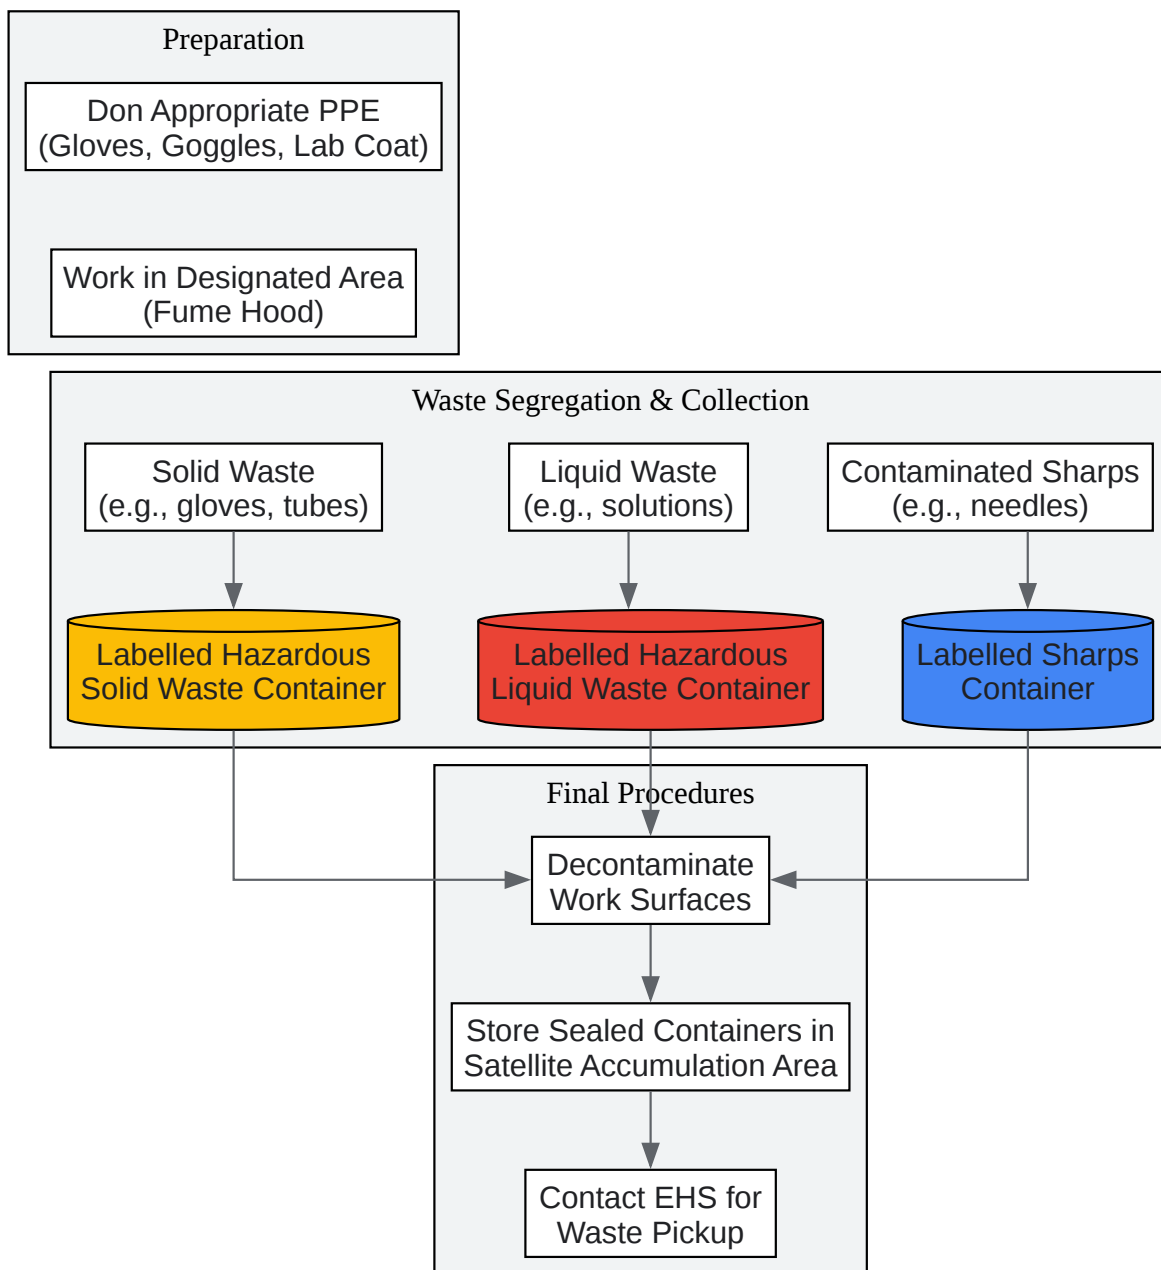 Preparation
Don Appropriate PPE
(Gloves, Goggles, Lab Coat)
Work in Designated Area
(Fume Hood)
Waste Segregation & Collection
Solid Waste
(e.g., gloves, tubes)
Liquid Waste
(e.g., solutions)
Contaminated Sharps
(e.g., needles)
Labelled Hazardous
Solid Waste Container
Labelled Hazardous
Liquid Waste Container
Labelled Sharps
Container
Final Procedures
Decontaminate
Work Surfaces
Store Sealed Containers in
Satellite Accumulation Area
Contact EHS for
Waste Pickup